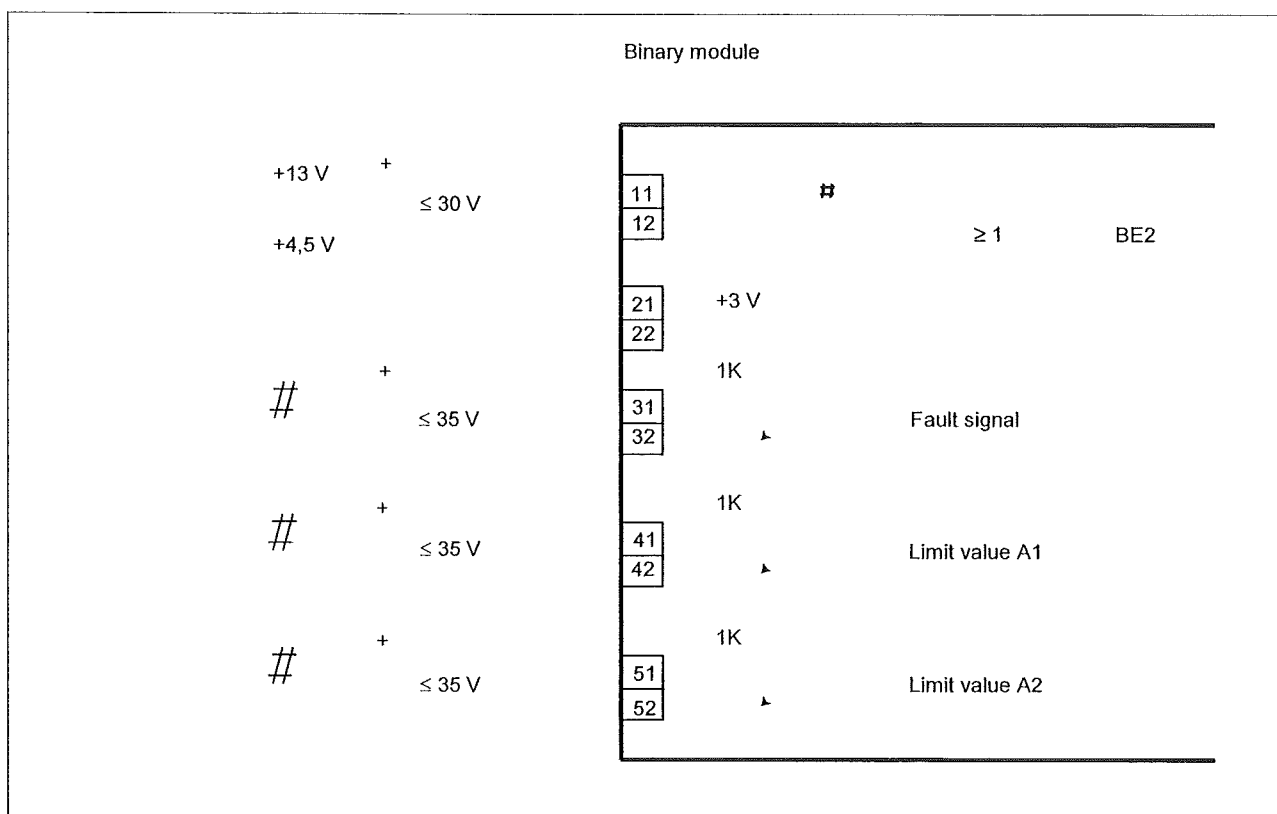 Binary module
+13 V
+
≤ 30 V
+4,5 V
11
12
#
≥ 1
BE2
21
22
+3 V
1K
#
+
≤ 35 V
31
32
Fault signal
1K
#
+
≤ 35 V
41
42
Limit value A1
1K
#
+
≤ 35 V
51
52
Limit value A2